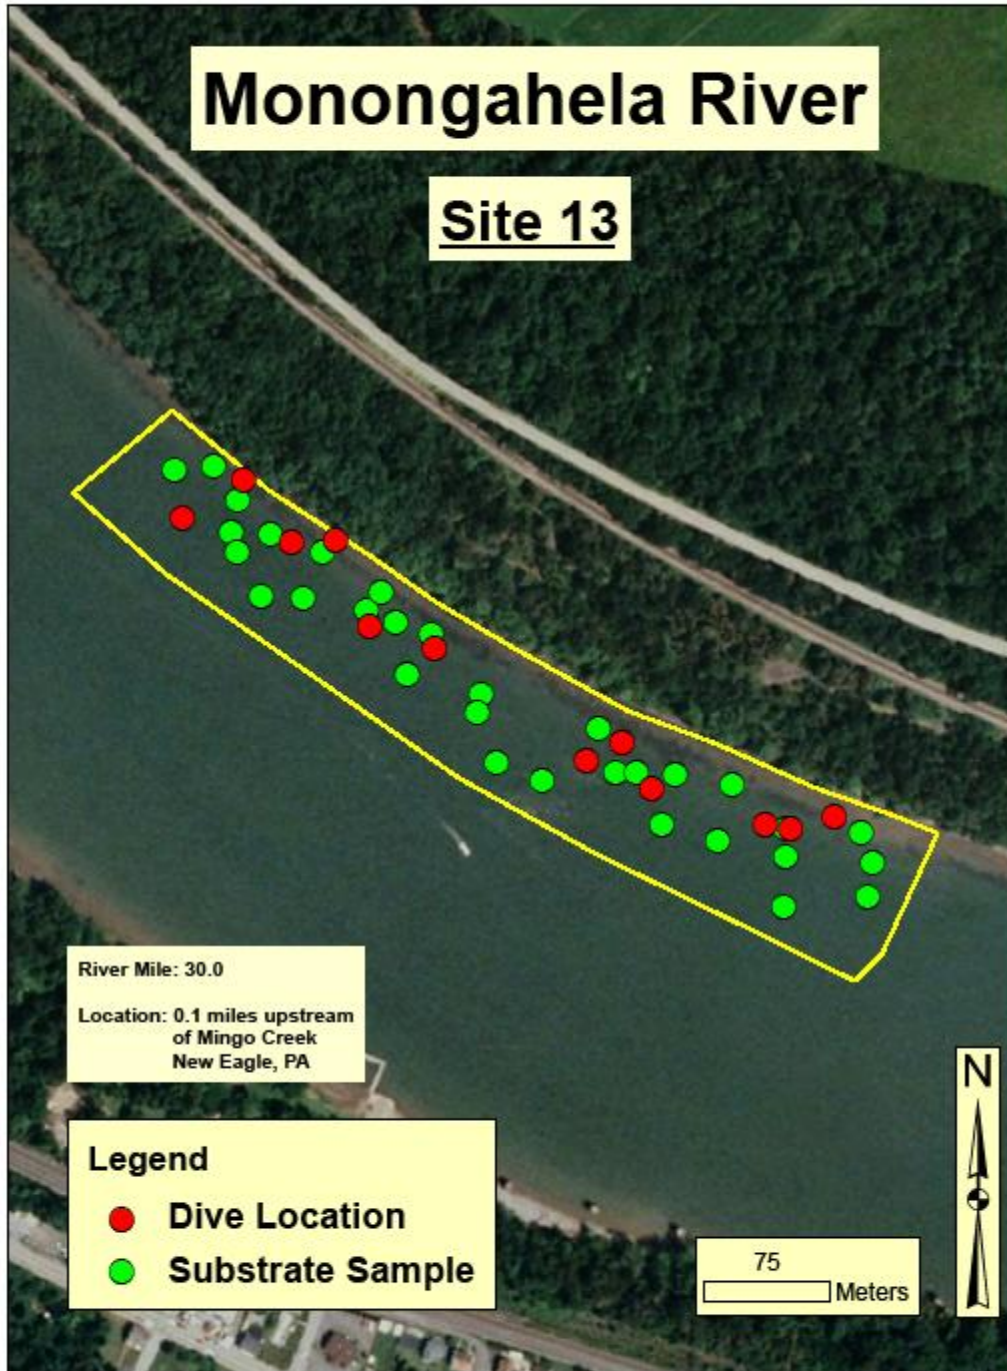 Monongahela River
Site 13
River Mile: 30.0
Location: 0.1 miles upstream
of Mingo Creek
New Eagle, PA
Legend
Dive Location
Substrate Sample
75
Meters
N